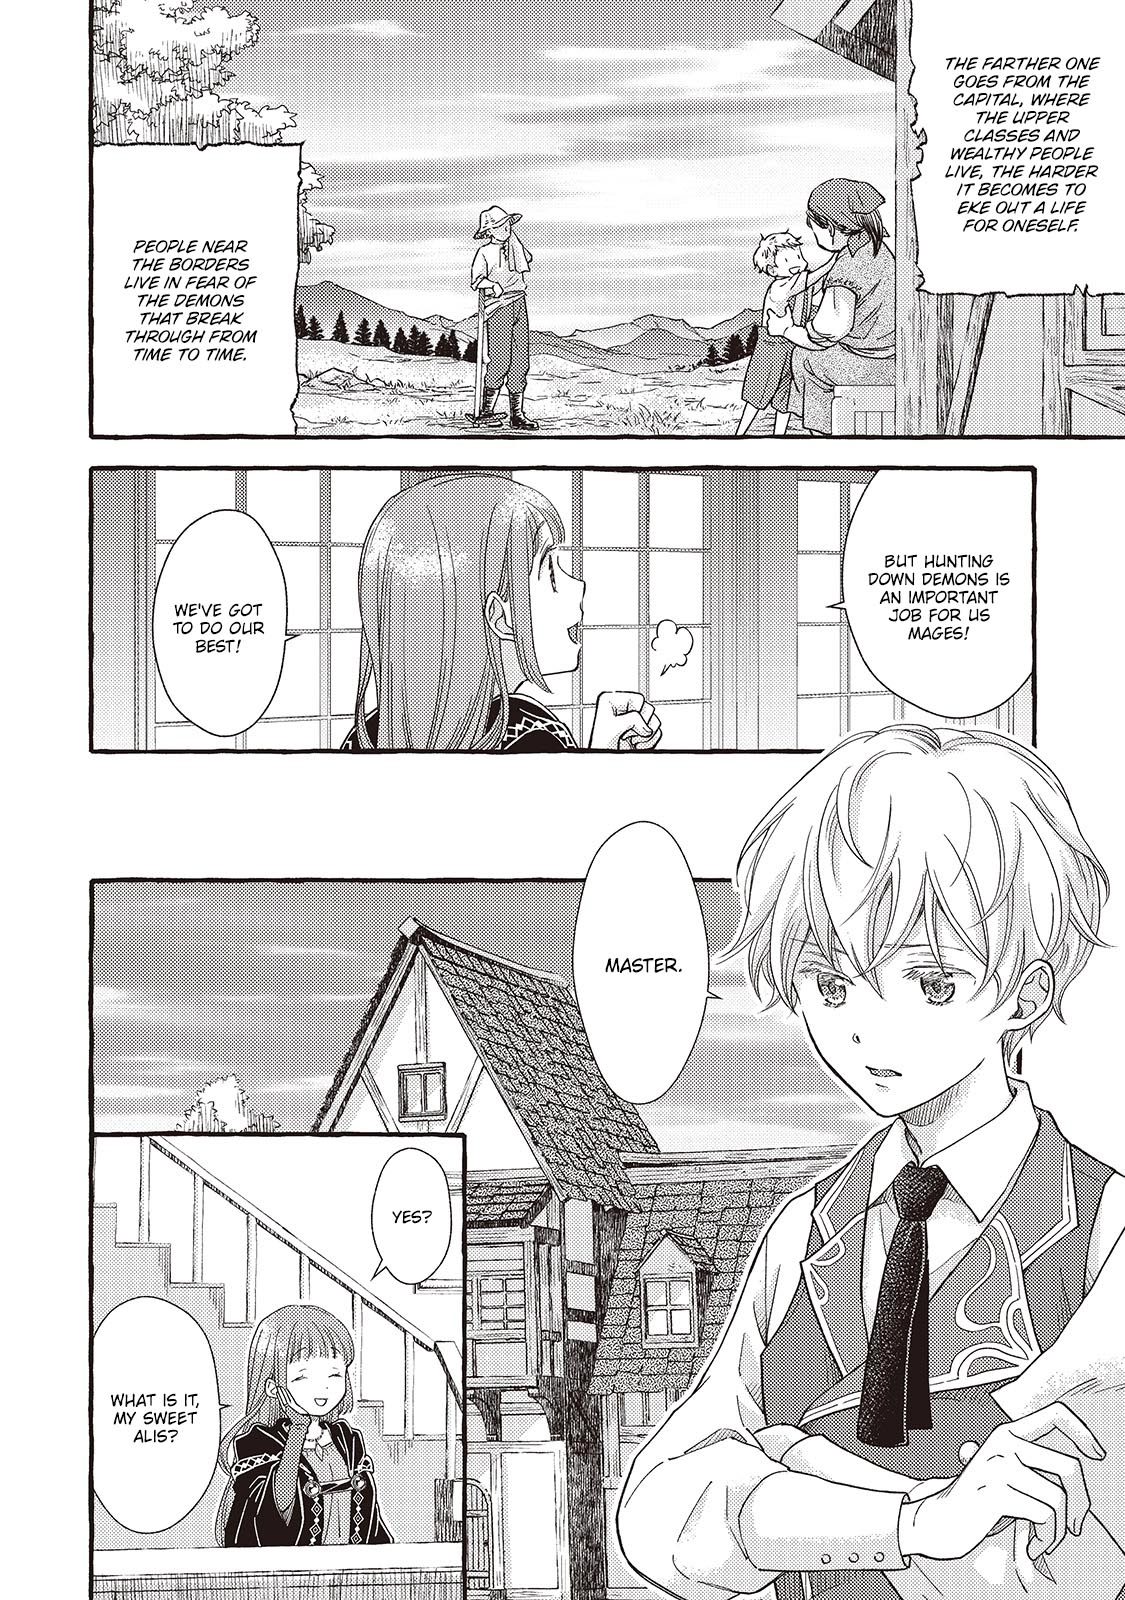 THE FARTHER ONE
GOES FROM THE
CAPITAL, WHERE
THE UPPER
CLASSES AND
WEALTHY PEOPLE
LIVE, THE HARDER
IT BECOMES TO
EKE OUT A LIFE
FOR ONESELF.
PEOPLE NEAR
THE BORDERS
LIVE IN FEAR OF
THE DEMONS
THAT BREAK
THROUGH FROM
TIME TO TIME.
BUT HUNTING
DOWN DEMONS IS
AN IMPORTANT
JOB FOR US
MAGES!
WE'VE GOT
TO DO OUR
BEST!
MASTER.
YES?
WHAT IS IT,
MY SWEET
ALIS?